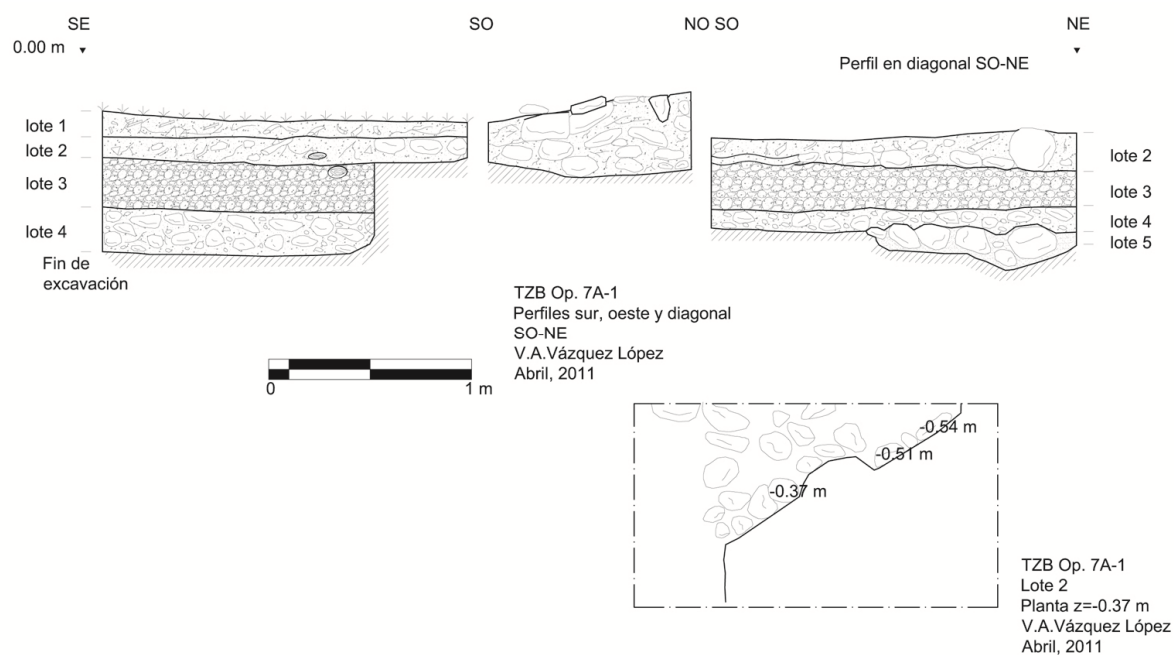 SE
SO
NO SO
NE
0.00 m
Perfil en diagonal SO-NE
lote 1
lote 2
lote 3
lote 4
Fin de
excavación
lote 2
lote 3
lote 4
lote 5
TZB Op. 7A-1
Perfiles sur, oeste y diagonal
SO-NE
V.A.Vázquez López
Abril, 2011
0
1 m
-0.54 m
-0.51 m
-0.37 m
TZB Op. 7A-1
Lote 2
Planta z=-0.37 m
V.A.Vázquez López
Abril, 2011